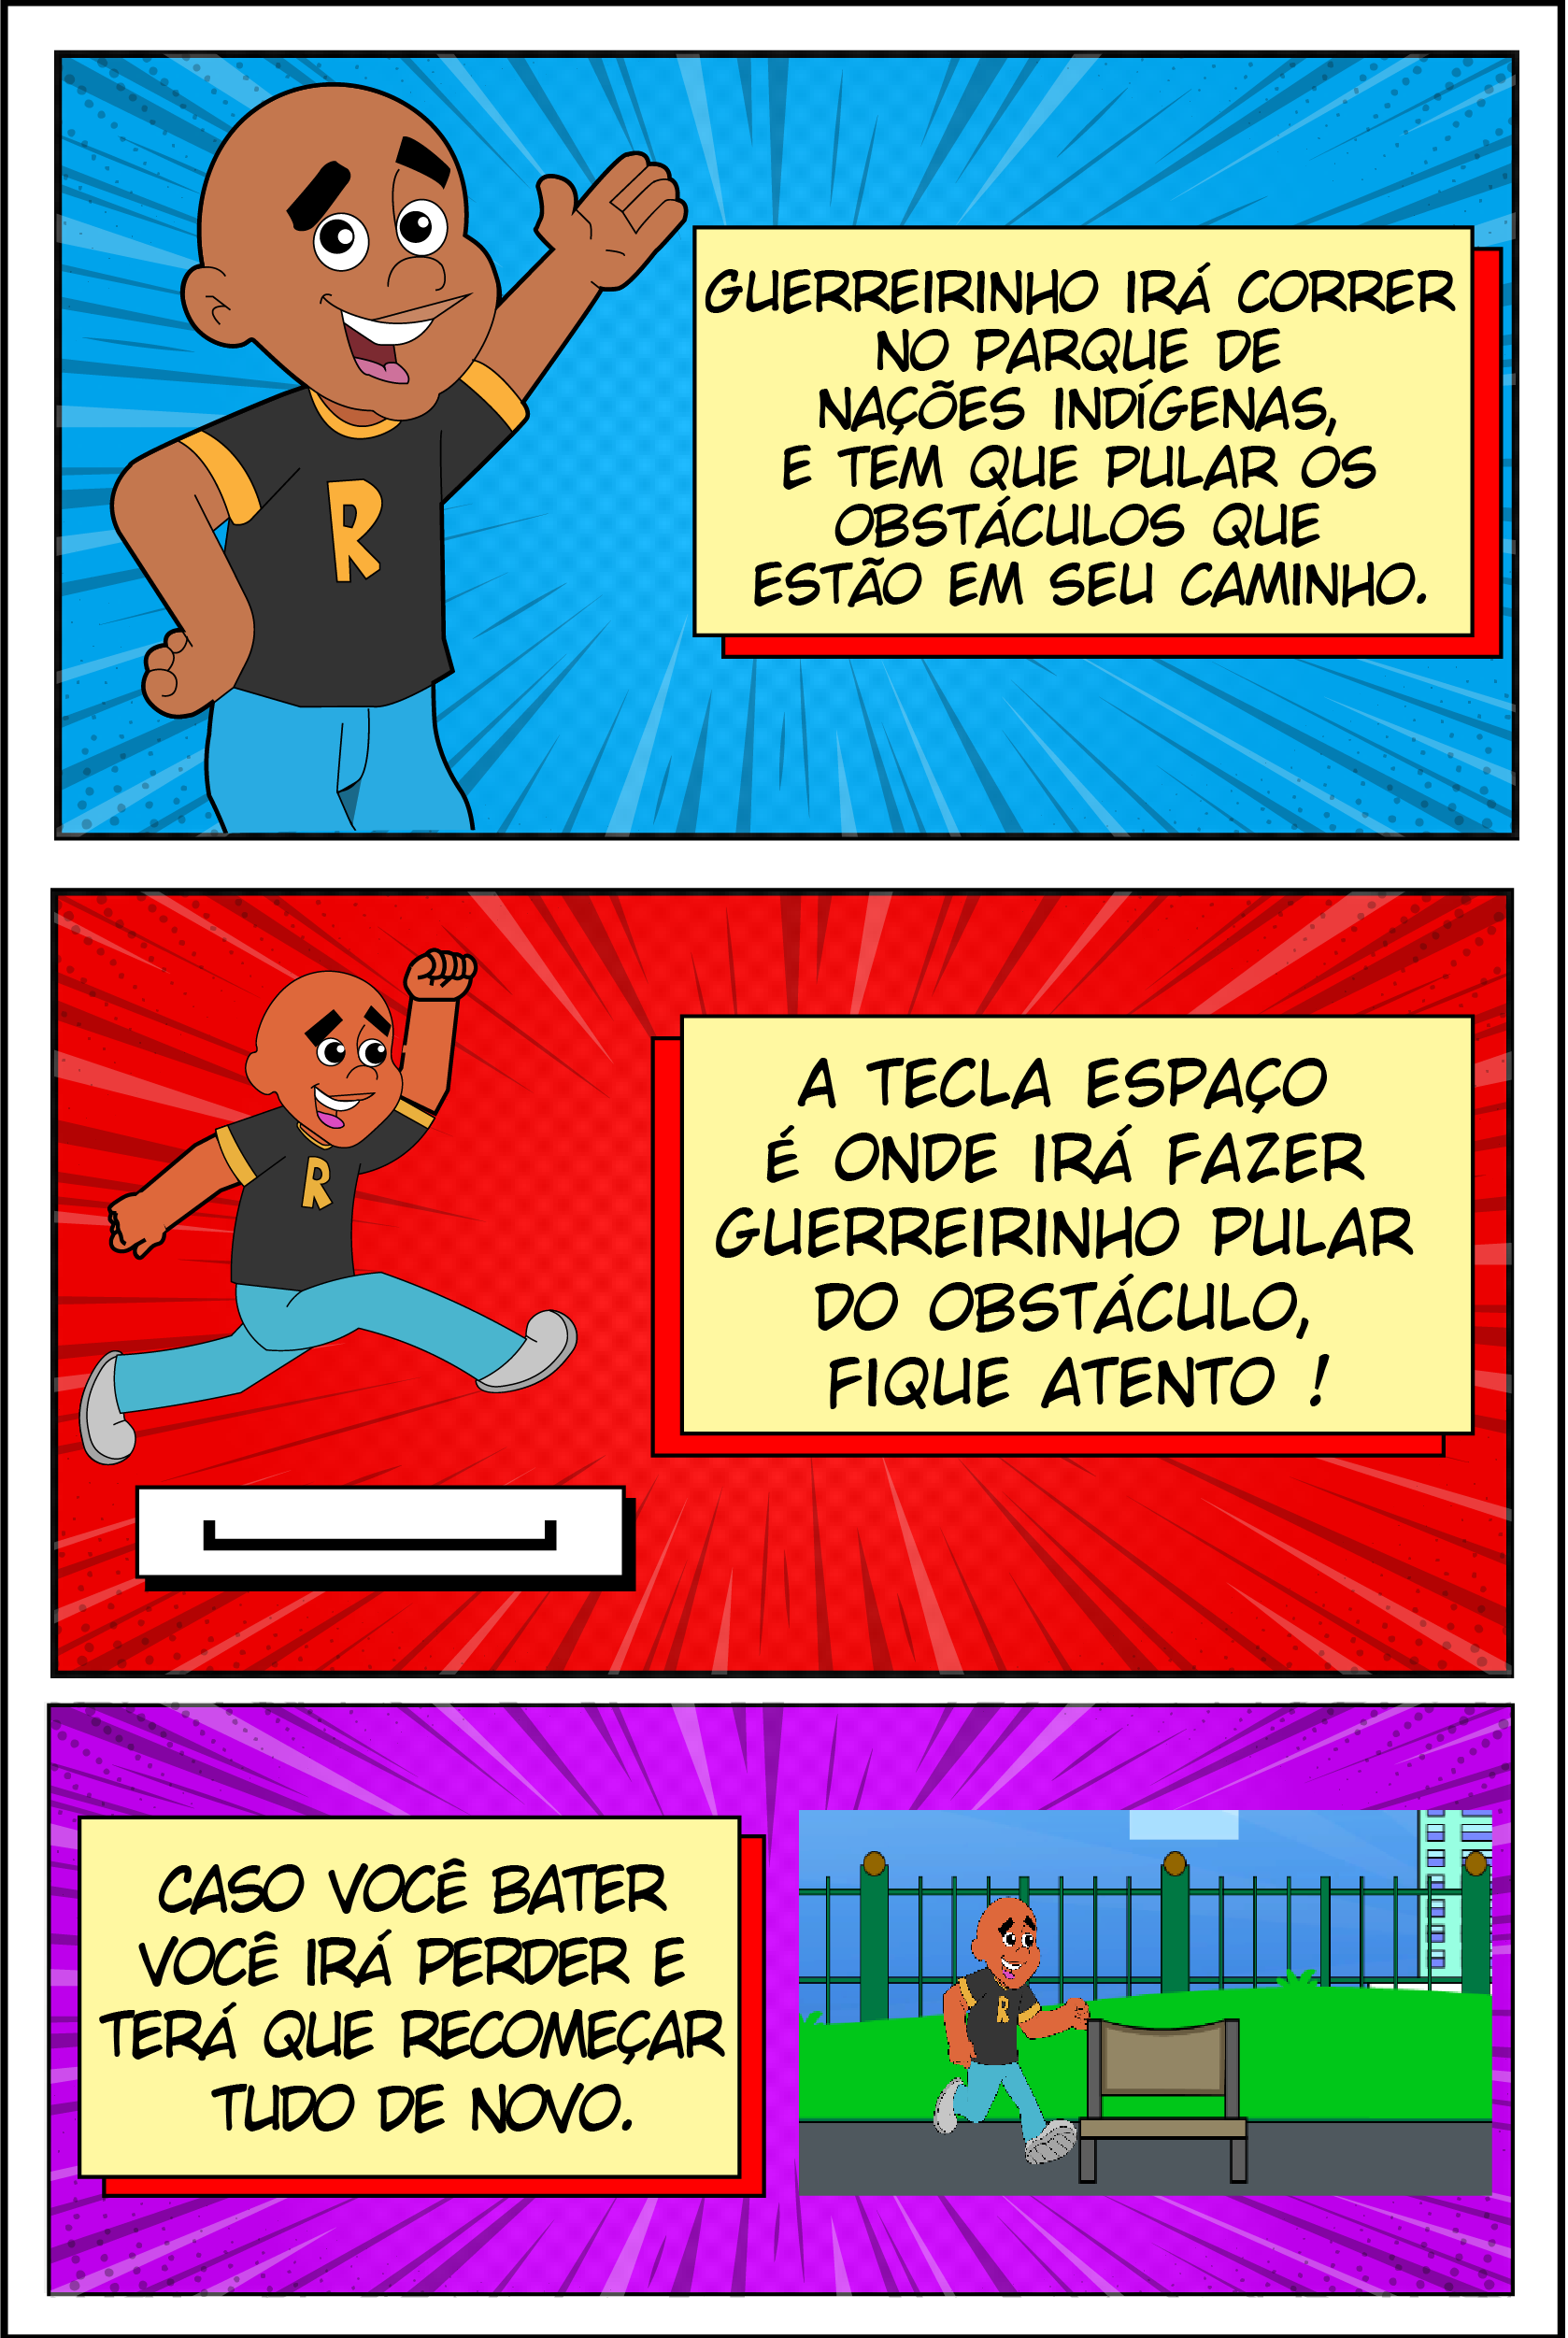 R
GUERREIRINHO IRÁ CORRER
NO PARQUE DE
NAÇÕES INDÍGENAS,
E TEM QUE PULAR OS
OBSTÁCULOS QUE
ESTÃO EM SEU CAMINHO.
R
A TECLA ESPAÇO
É ONDE IRÁ FAZER
GUERREIRINHO PULAR
DO OBSTÁCULO,
FIQUE ATENTO !
CASO VOCÊ BATER
VOCÊ IRÁ PERDER E
TERÁ QUE RECOMEÇAR
TUDO DE NOVO.
R